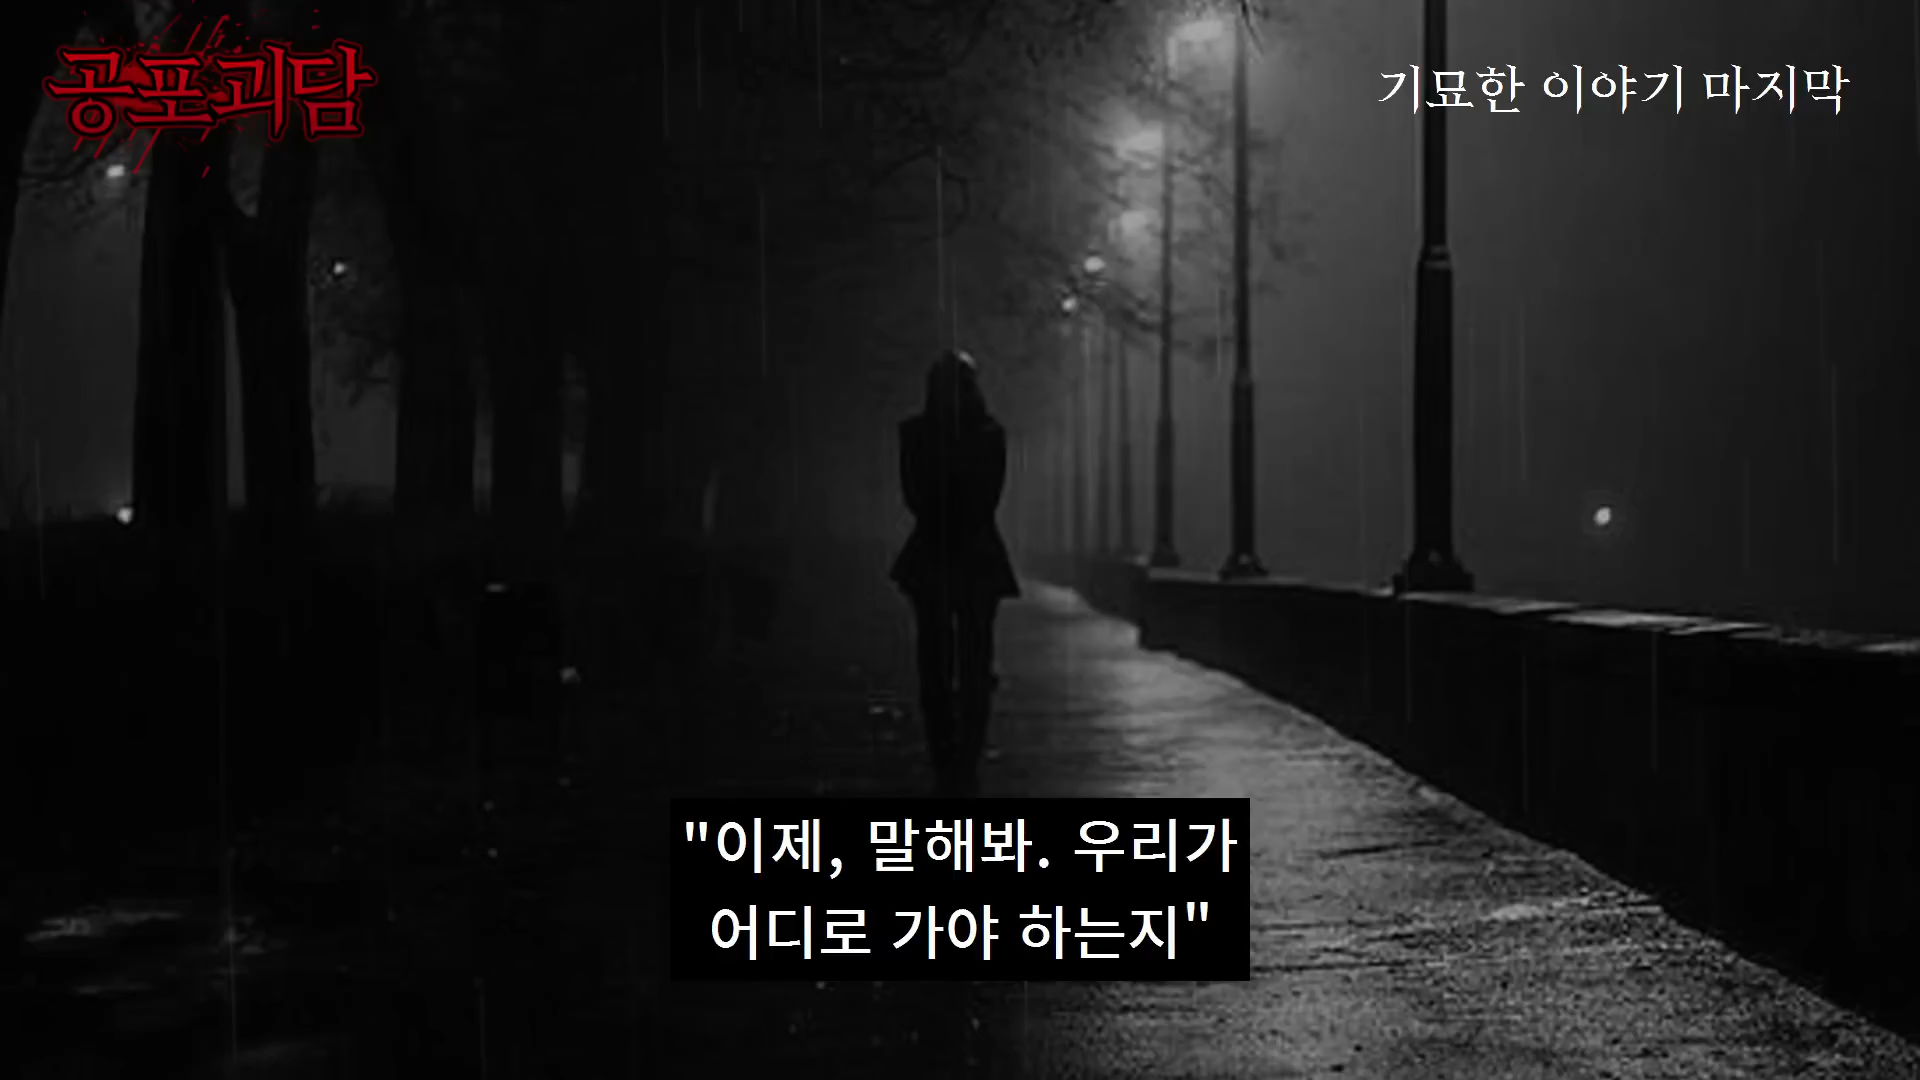 공포괴담
기묘한 이야기 마지막
"이제, 말해봐. 우리가
어디로 가야 하는지"